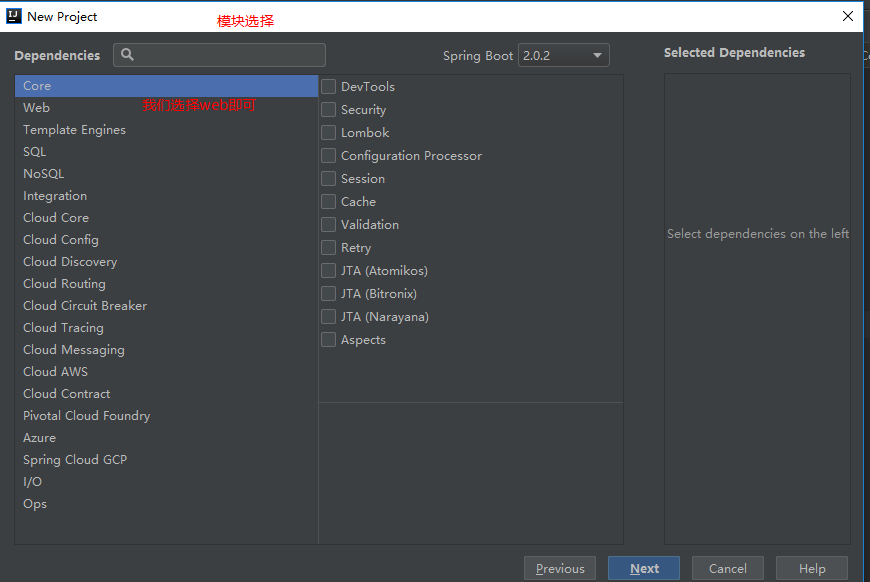 New Project
模块选择
Dependencies
Spring Boot 2.0.2
Selected Dependencies
Core
Web
我们选择web即可
Template Engines
SQL
NoSQL
Integration
Cloud Core
Cloud Config
Cloud Discovery
Cloud Routing
Cloud Circuit Breaker
Cloud Tracing
Cloud Messaging
Cloud AWS
Cloud Contract
Pivotal Cloud Foundry
Azure
Spring Cloud GCP
I/O
Ops
DevTools
Security
Lombok
Configuration Processor
Session
Cache
Validation
Retry
JTA (Atomikos)
JTA (Bitronix)
JTA (Narayana)
Aspects
Select dependencies on the left
Previous
Next
Cancel
Help